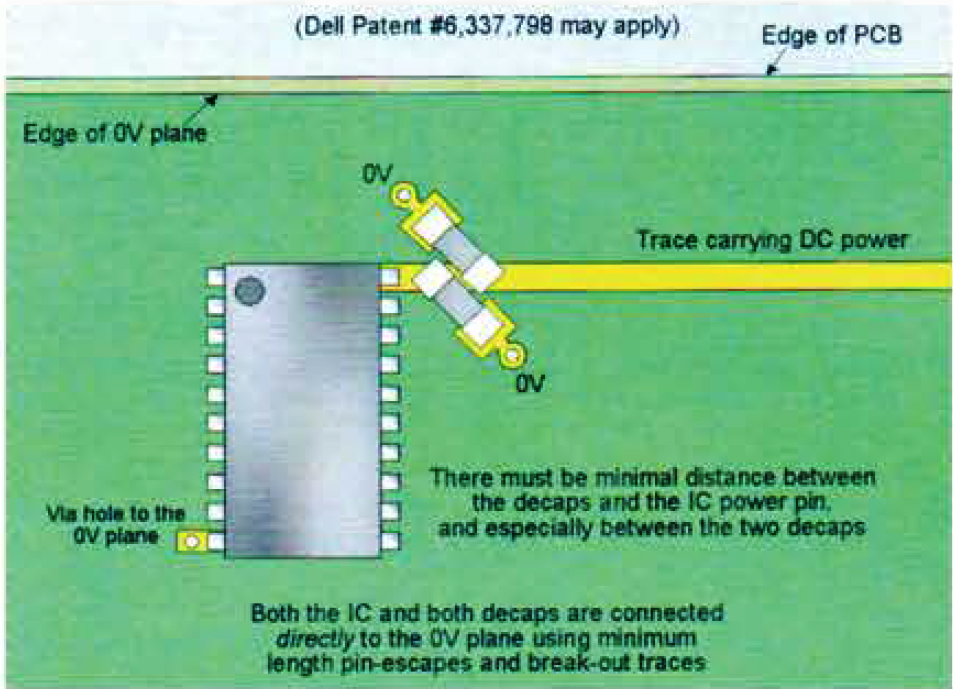 (Dell Patent #6,337,798 may apply)
Edge of PCB
Edge of 0V plane
0V
Trace carrying DC power
0V
There must be minimal distance between
the decaps and the IC power pin,
and especially between the two decaps
Via hole to the
0V plane
Both the IC and both decaps are connected
directly to the 0V plane using minimum
length pin-escapes and break-out traces